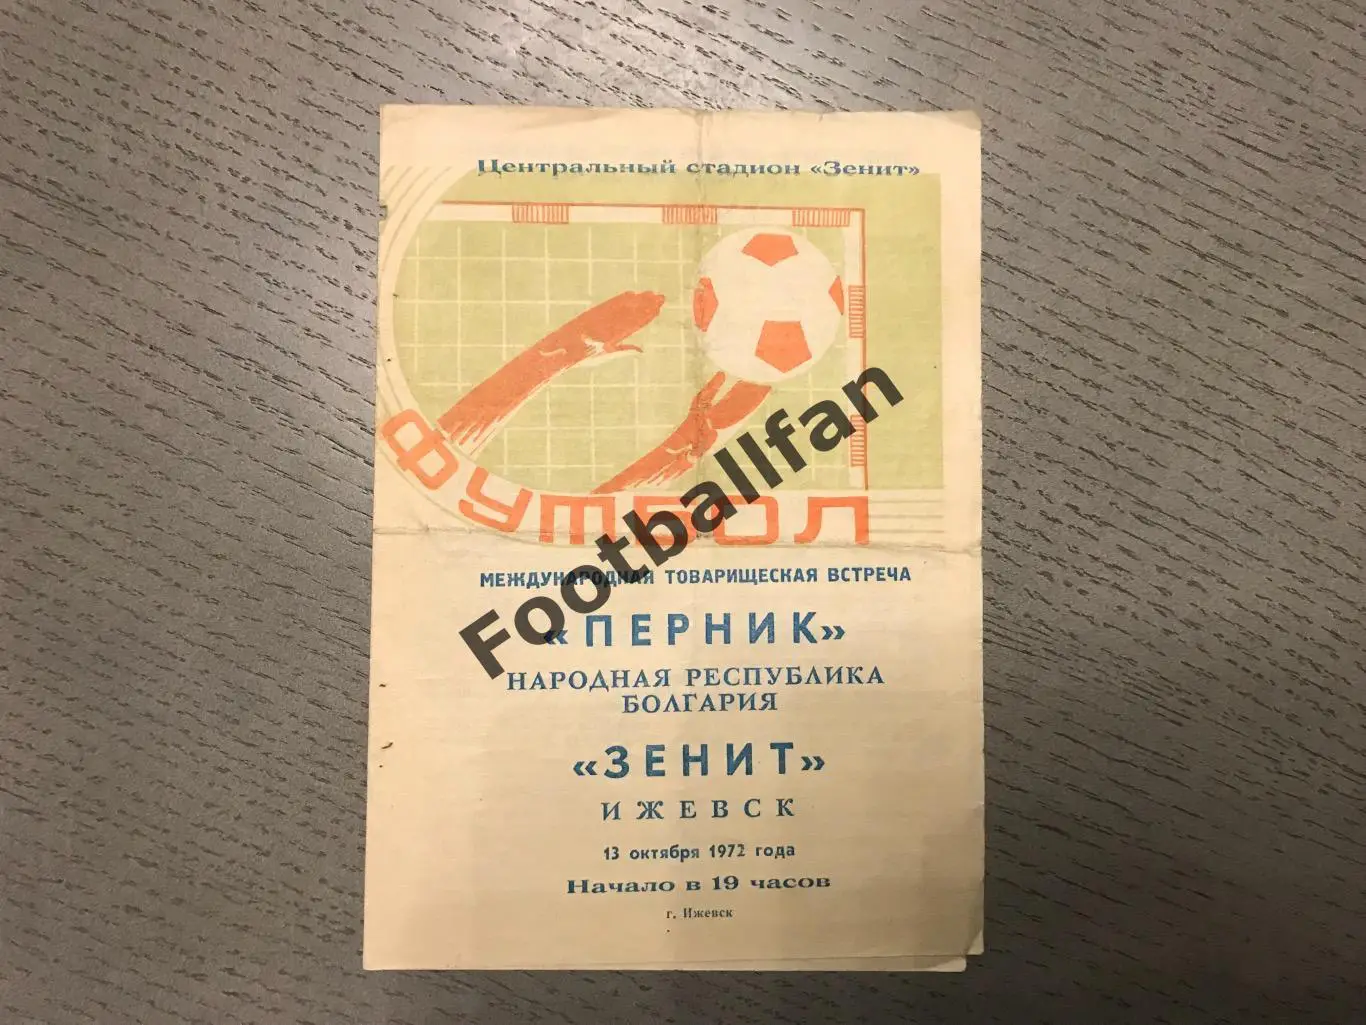 Центральный стадион «Зенит»
ФУТБОЛ
Footballfan
МЕЖДУНАРОДНАЯ ТОВАРИЩЕСКАЯ ВСТРЕЧА
«ПЕРНИК»
НАРОДНАЯ РЕСПУБЛИКА
БОЛГАРИЯ
«ЗЕНИТ»
ИЖЕВСК
13 октября 1972 года
Начало в 19 часов
г. Ижевск